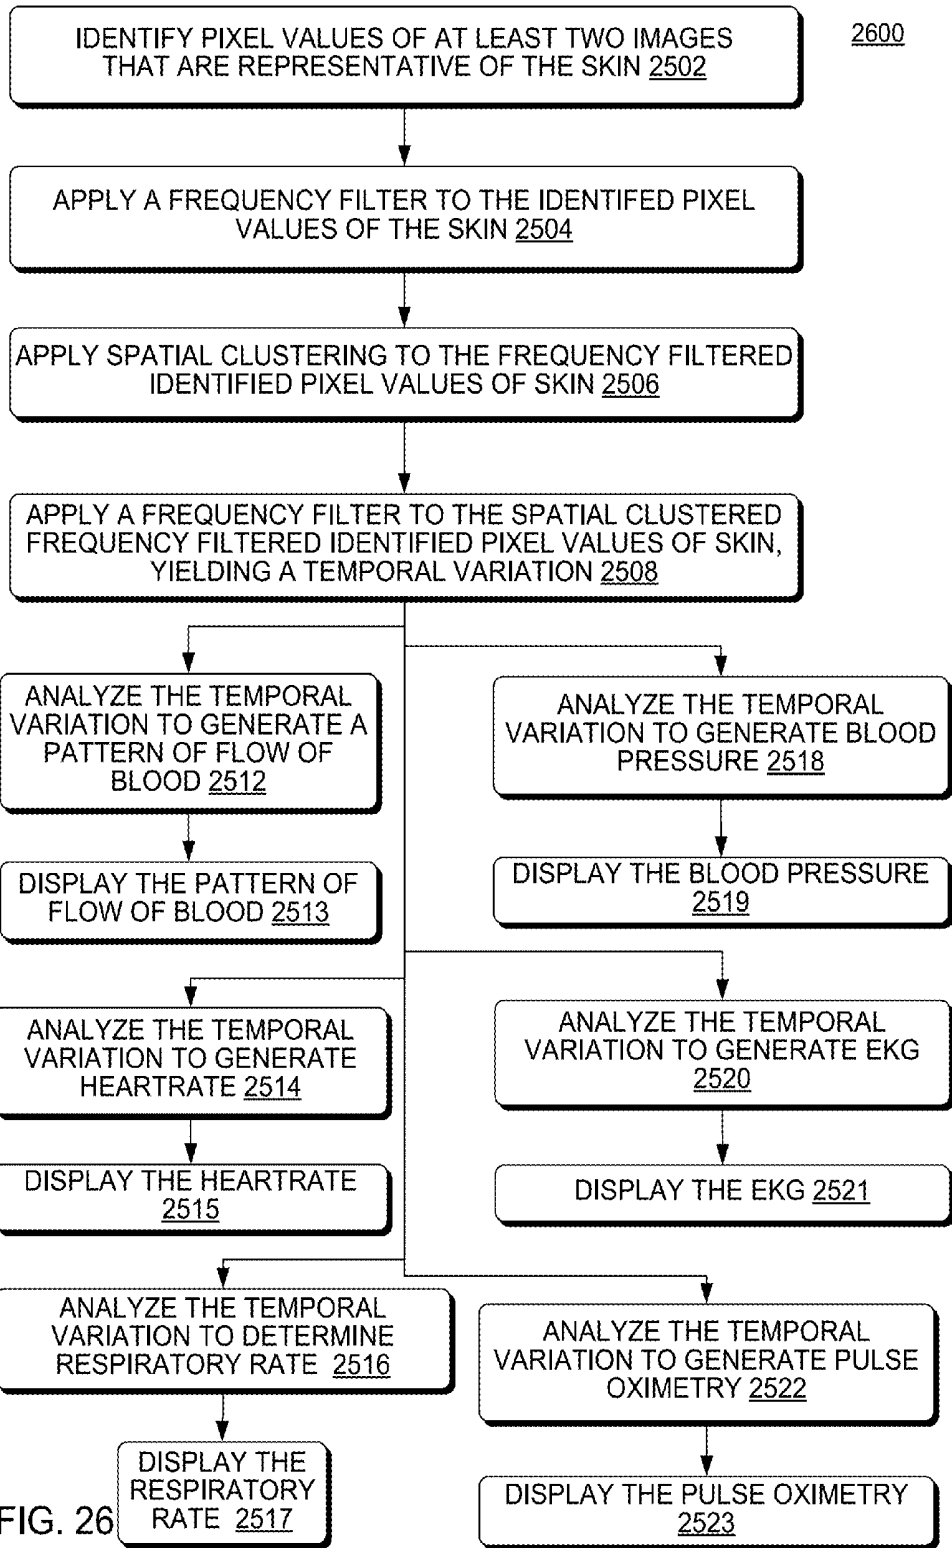 IDENTIFY PIXEL VALUES OF AT LEAST TWO IMAGES
THAT ARE REPRESENTATIVE OF THE SKIN 2502
2600
APPLY A FREQUENCY FILTER TO THE IDENTIFED PIXEL
VALUES OF THE SKIN 2504
APPLY SPATIAL CLUSTERING TO THE FREQUENCY FILTERED
IDENTIFIED PIXEL VALUES OF SKIN 2506
APPLY A FREQUENCY FILTER TO THE SPATIAL CLUSTERED
FREQUENCY FILTERED IDENTIFIED PIXEL VALUES OF SKIN,
YIELDING A TEMPORAL VARIATION 2508
ANALYZE THE TEMPORAL
VARIATION TO GENERATE A
PATTERN OF FLOW OF
BLOOD 2512
DISPLAY THE PATTERN OF
FLOW OF BLOOD 2513
ANALYZE THE TEMPORAL
VARIATION TO GENERATE BLOOD
PRESSURE 2518
DISPLAY THE BLOOD PRESSURE
2519
ANALYZE THE TEMPORAL
VARIATION TO GENERATE
HEARTRATE 2514
DISPLAY THE HEARTRATE
2515
ANALYZE THE TEMPORAL
VARIATION TO GENERATE EKG
2520
DISPLAY THE EKG 2521
ANALYZE THE TEMPORAL
VARIATION TO DETERMINE
RESPIRATORY RATE 2516
DISPLAY THE
RESPIRATORY
RATE 2517
ANALYZE THE TEMPORAL
VARIATION TO GENERATE PULSE
OXIMETRY 2522
DISPLAY THE PULSE OXIMETRY
2523
FIG. 26